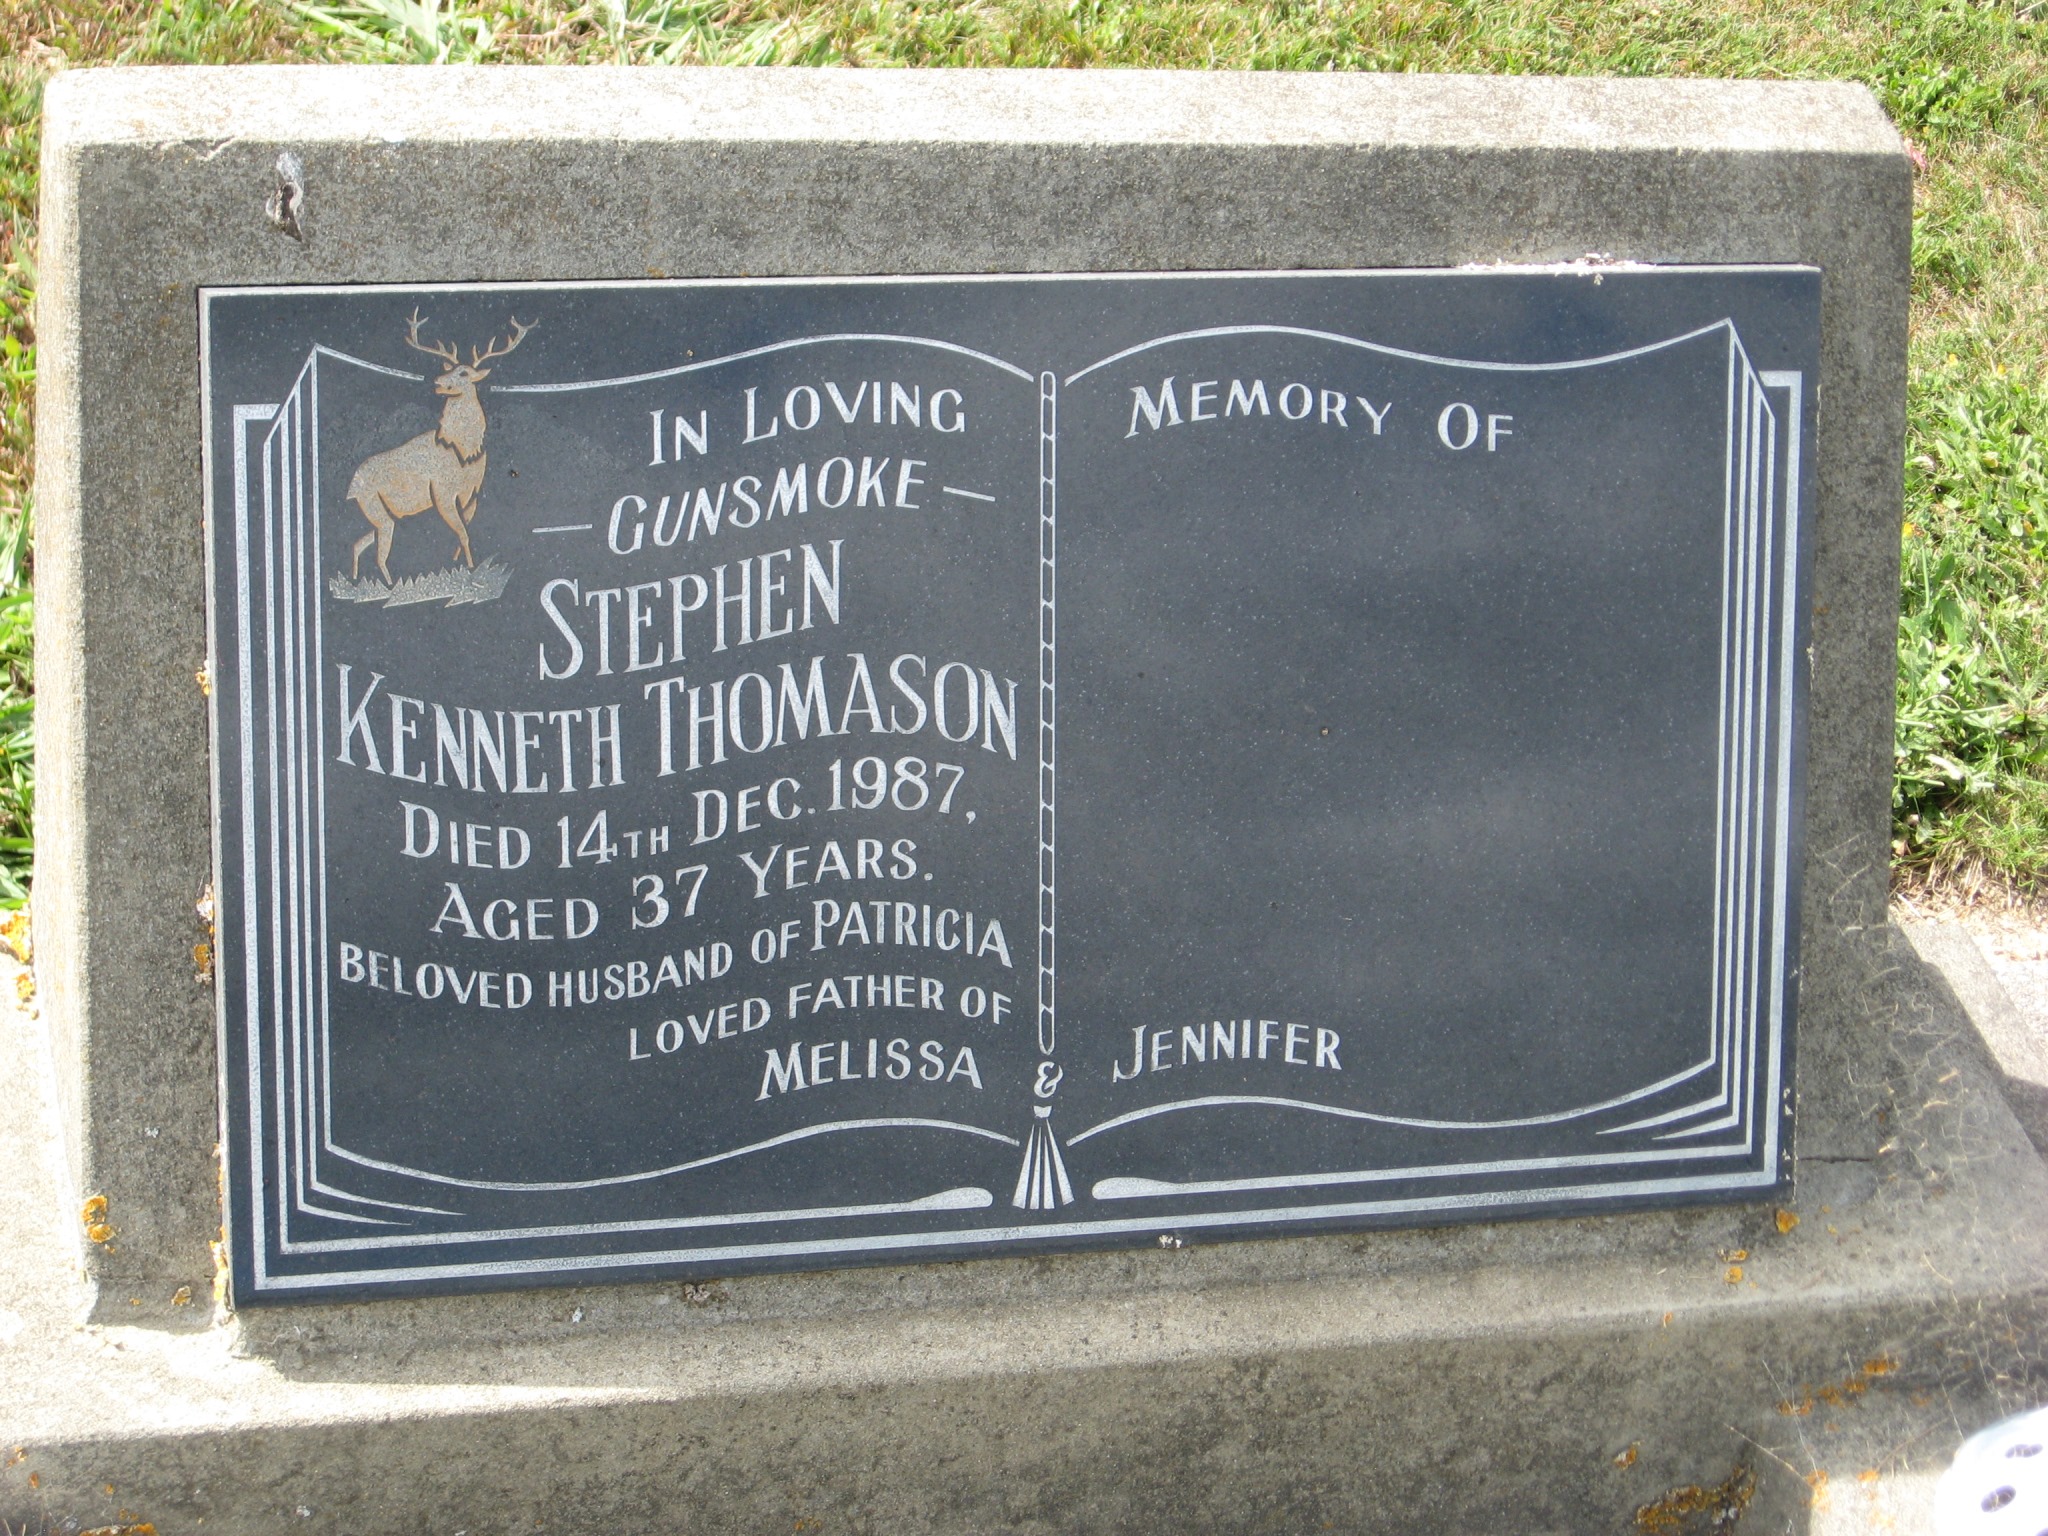 IN LOVING MEMORY OF
— GUNSMOKE —
STEPHEN
KENNETH THOMASON
DIED 14TH DEC. 1987,
AGED 37 YEARS.
BELOVED HUSBAND OF PATRICIA
LOVED FATHER OF
MELISSA & JENNIFER